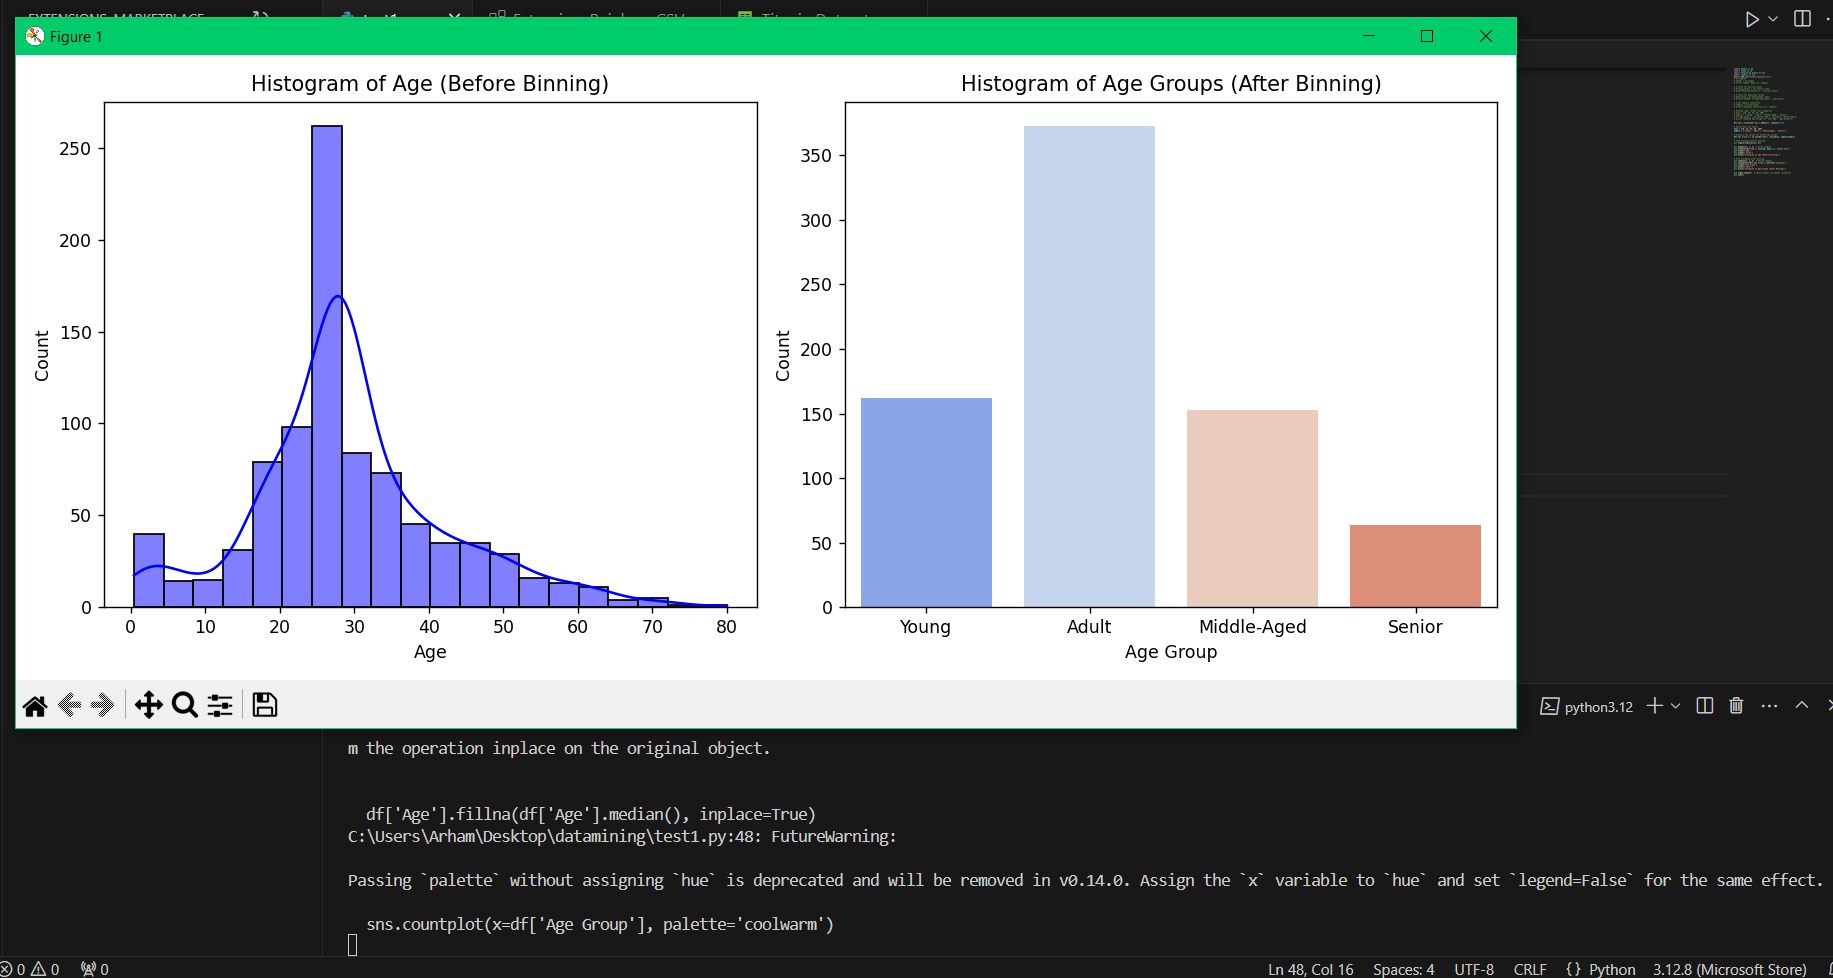 Figure 1
Histogram of Age (Before Binning)
250
200
150
100
50
0
Count
0 10 20 30 40 50 60 70 80
Age
Histogram of Age Groups (After Binning)
350
300
250
200
150
100
50
0
Count
Young Adult Middle-Aged Senior
Age Group
python3.12
m the operation inplace on the original object.
df['Age'].fillna(df['Age'].median(), inplace=True)
C:\Users\Arham\Desktop\datamining\test1.py:48: FutureWarning:
Passing `palette` without assigning `hue` is deprecated and will be removed in v0.14.0. Assign the `x` variable to `hue` and set `legend=False` for the same effect.
sns.countplot(x=df['Age Group'], palette='coolwarm')
0 0 0
Ln 48, Col 16 Spaces: 4 UTF-8 CRLF {} Python 3.12.8 (Microsoft Store)